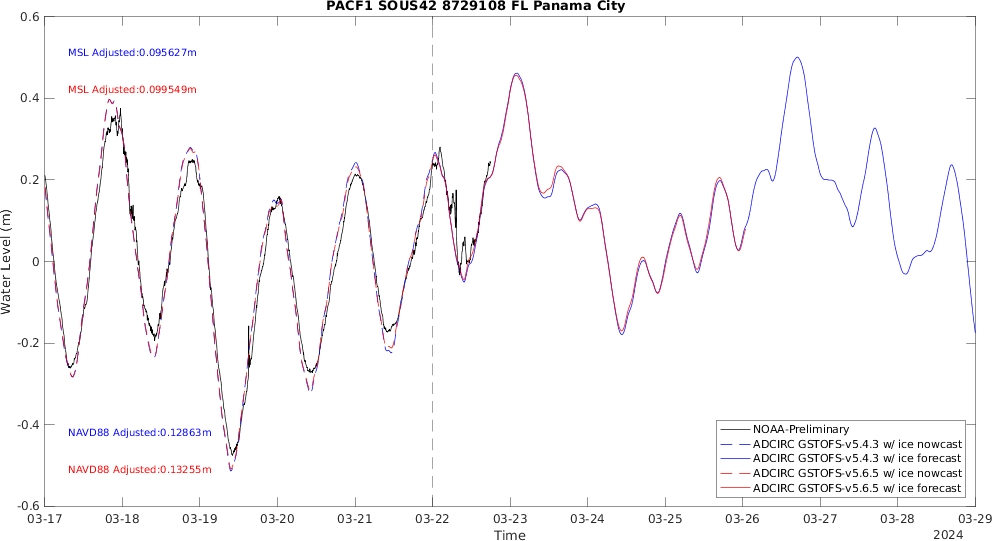 PACF1 SOUS42 8729108 FL Panama City
0.6
0.4
0.2
0
-0.2
-0.4
-0.6
Water Level (m)
MSL Adjusted:0.095627m
MSL Adjusted:0.099549m
NAVD88 Adjusted:0.12863m
NAVD88 Adjusted:0.13255m
NOAA-Preliminary
ADCIRC GSTOFS-v5.4.3 w/ ice nowcast
ADCIRC GSTOFS-v5.4.3 w/ ice forecast
ADCIRC GSTOFS-v5.6.5 w/ ice nowcast
ADCIRC GSTOFS-v5.6.5 w/ ice forecast
03-17 03-18 03-19 03-20 03-21 03-22 03-23 03-24 03-25 03-26 03-27 03-28 03-29
Time
2024